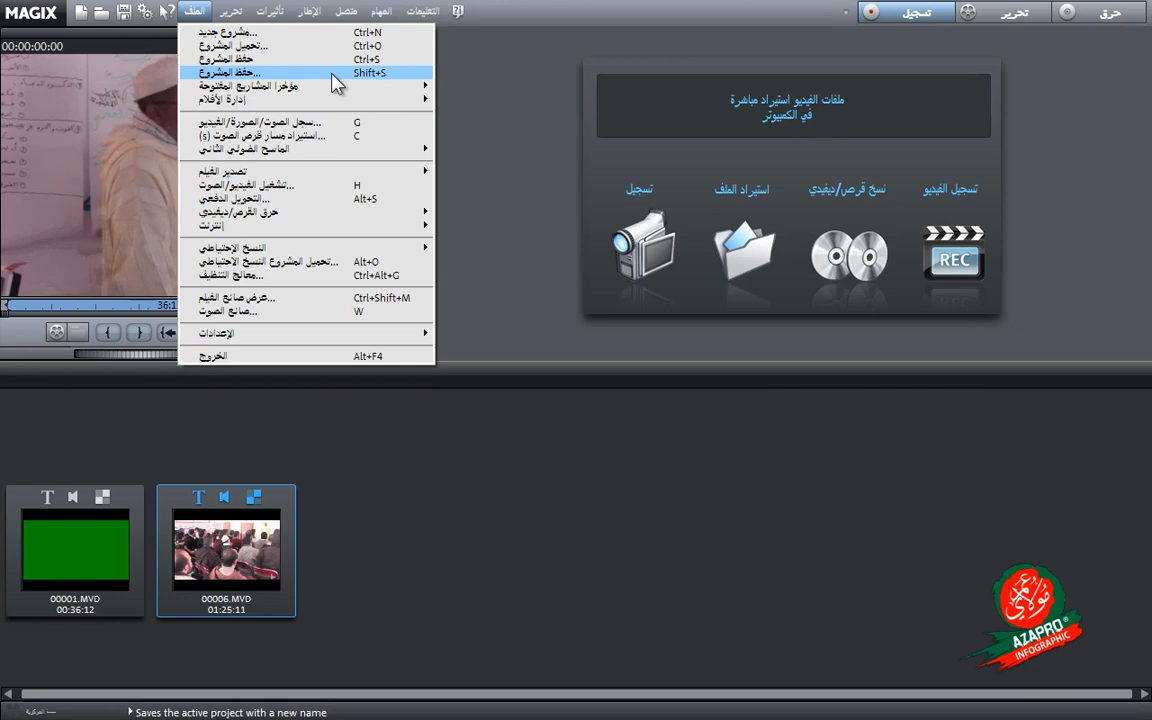 MAGIX
الملف
تحرير
تأثيرات
الإطار
متصل
المهام
التعليمات
تسجيل
تحرير
حرق
00:00:00:00
مشروع جديد... Ctrl+N
تحميل المشروع... Ctrl+O
حفظ المشروع Ctrl+S
حفظ المشروع... Shift+S
مؤخرا المشاريع المفتوحة
إدارة الأفلام
سجل الصوت/الصورة/الفيديو... G
استيراد مسار قرص الصوت (s)... C
الماسح الضوئي الثاني
تصدير الفيلم
تشغيل الفيديو/الصوت... H
التحويل الدفعي... Alt+S
حرق القرص/ديفيدي
إنترنت
النسخ الإحتياطي
تحميل المشروع النسخ الاحتياطي... Alt+O
معالج التنظيف... Ctrl+Alt+G
عرض صانع الفيلم... Ctrl+Shift+M
صانع الصوت... W
الإعدادات
الخروج Alt+F4
36:1
ملفات الفيديو استيراد مباشرة
في الكمبيوتر
تسجيل
استيراد الملف
نسخ قرص/ديفيدي
تسجيل الفيديو
REC
T
T
00001.MVD
00:36:12
00006.MVD
01:25:11
AZAPRO®
INFOGRAPHIC
Saves the active project with a new name